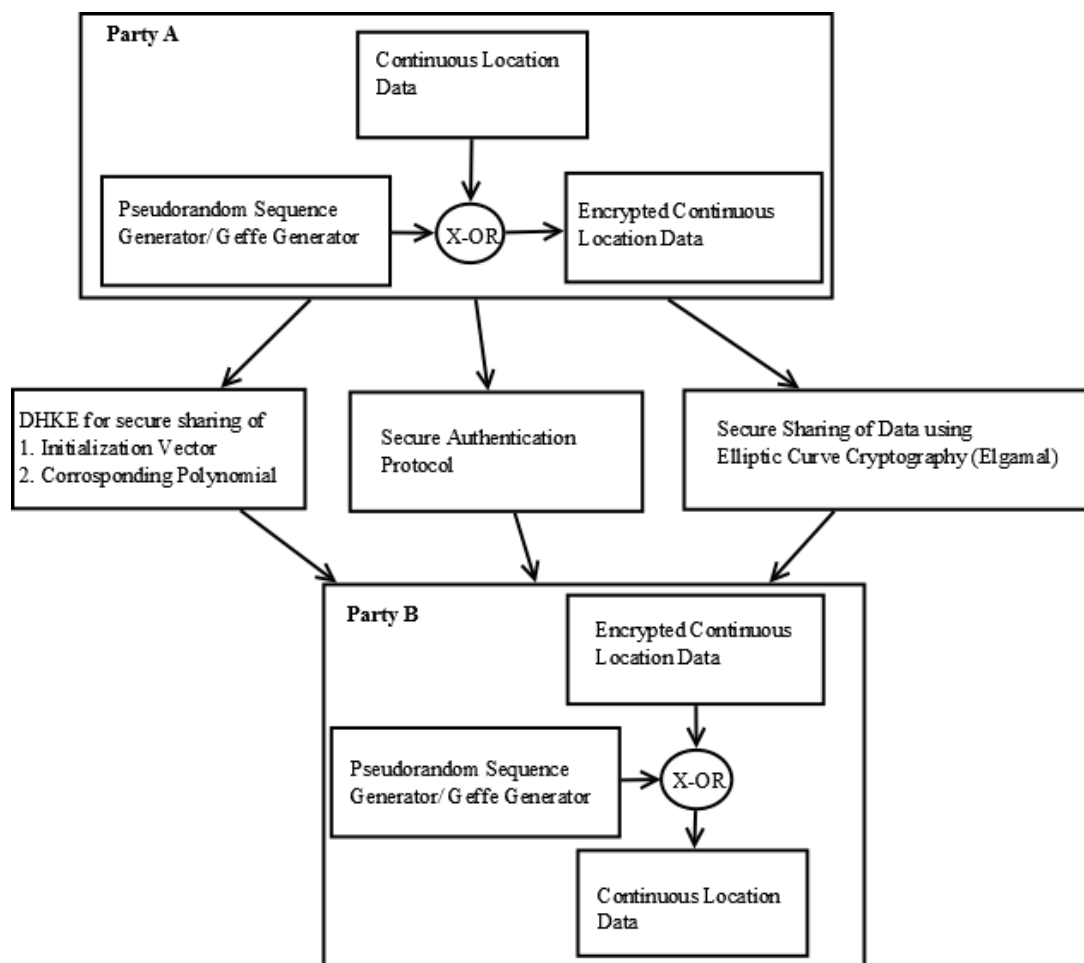 Party A
Continuous Location
Data
Pseudorandom Sequence
Generator/ Geffe Generator
X-OR
Encrypted Continuous
Location Data
DHKE for secure sharing of
1. Initialization Vector
2. Corrosponding Polynomial
Secure Authentication
Protocol
Secure Sharing of Data using
Elliptic Curve Cryptography (Elgamal)
Party B
Encrypted Continuous
Location Data
Pseudorandom Sequence
Generator/ Geffe Generator
X-OR
Continuous Location
Data